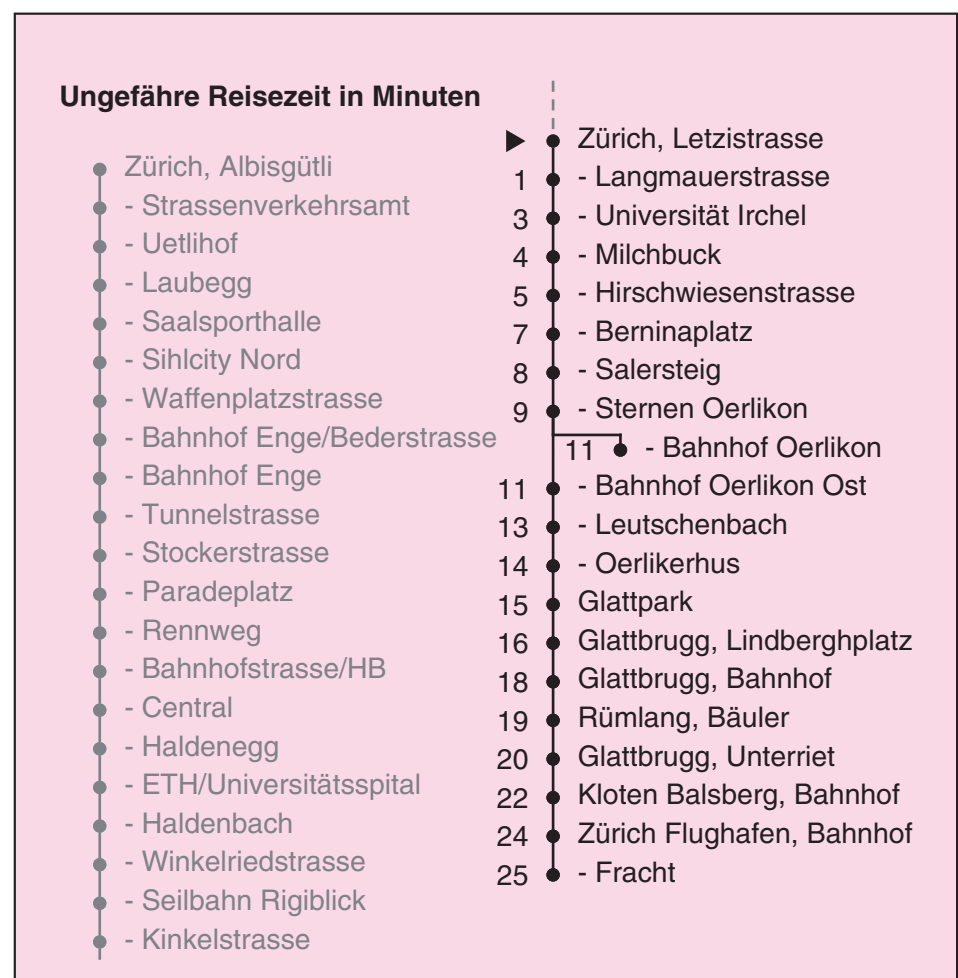 Ungefähre Reisezeit in Minuten
Zürich, Albisgütli
- Strassenverkehrsamt
- Uetlihof
- Laubegg
- Saalsporthalle
- Sihlcity Nord
- Waffenplatzstrasse
- Bahnhof Enge/Bederstrasse
- Bahnhof Enge
- Tunnelstrasse
- Stockerstrasse
- Paradeplatz
- Rennweg
- Bahnhofstrasse/HB
- Central
- Haldenegg
- ETH/Universitätsspital
- Haldenbach
- Winkelriedstrasse
- Seilbahn Rigiblick
- Kinkelstrasse
Zürich, Letzistrasse
1 - Langmauerstrasse
3 - Universität Irchel
4 - Milchbuck
5 - Hirschwiesenstrasse
7 - Berninaplatz
8 - Salersteig
9 - Sternen Oerlikon
11 - Bahnhof Oerlikon
11 - Bahnhof Oerlikon Ost
13 - Leutschenbach
14 - Oerlikerhus
15 Glattpark
16 Glattbrugg, Lindberghplatz
18 Glattbrugg, Bahnhof
19 Rümlang, Bäuler
20 Glattbrugg, Unterriet
22 Kloten Balsberg, Bahnhof
24 Zürich Flughafen, Bahnhof
25 - Fracht